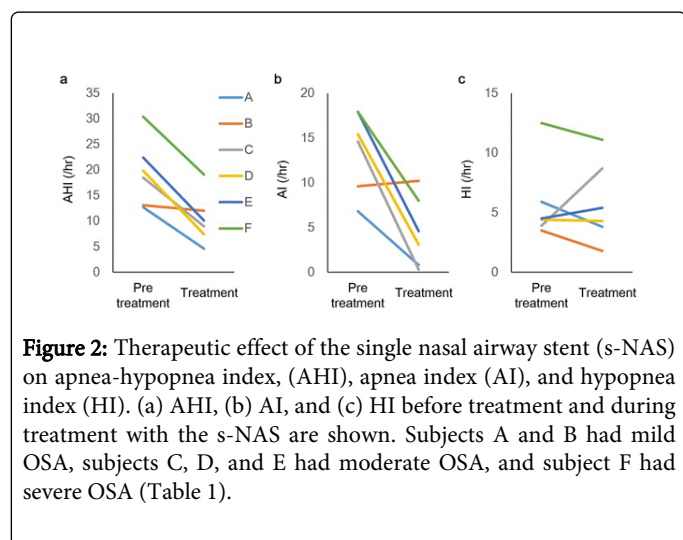 a
35
30
25
20
15
10
5
0
AHI (/hr)
Pre
treatment
Treatment
A
B
C
D
E
F
b
20
15
10
5
0
AI (/hr)
Pre
treatment
Treatment
c
15
10
5
0
HI (/hr)
Pre
treatment
Treatment
Figure 2: Therapeutic effect of the single nasal airway stent (s-NAS)
on apnea-hypopnea index, (AHI), apnea index (AI), and hypopnea
index (HI). (a) AHI, (b) AI, and (c) HI before treatment and during
treatment with the s-NAS are shown. Subjects A and B had mild
OSA, subjects C, D, and E had moderate OSA, and subject F had
severe OSA (Table 1).